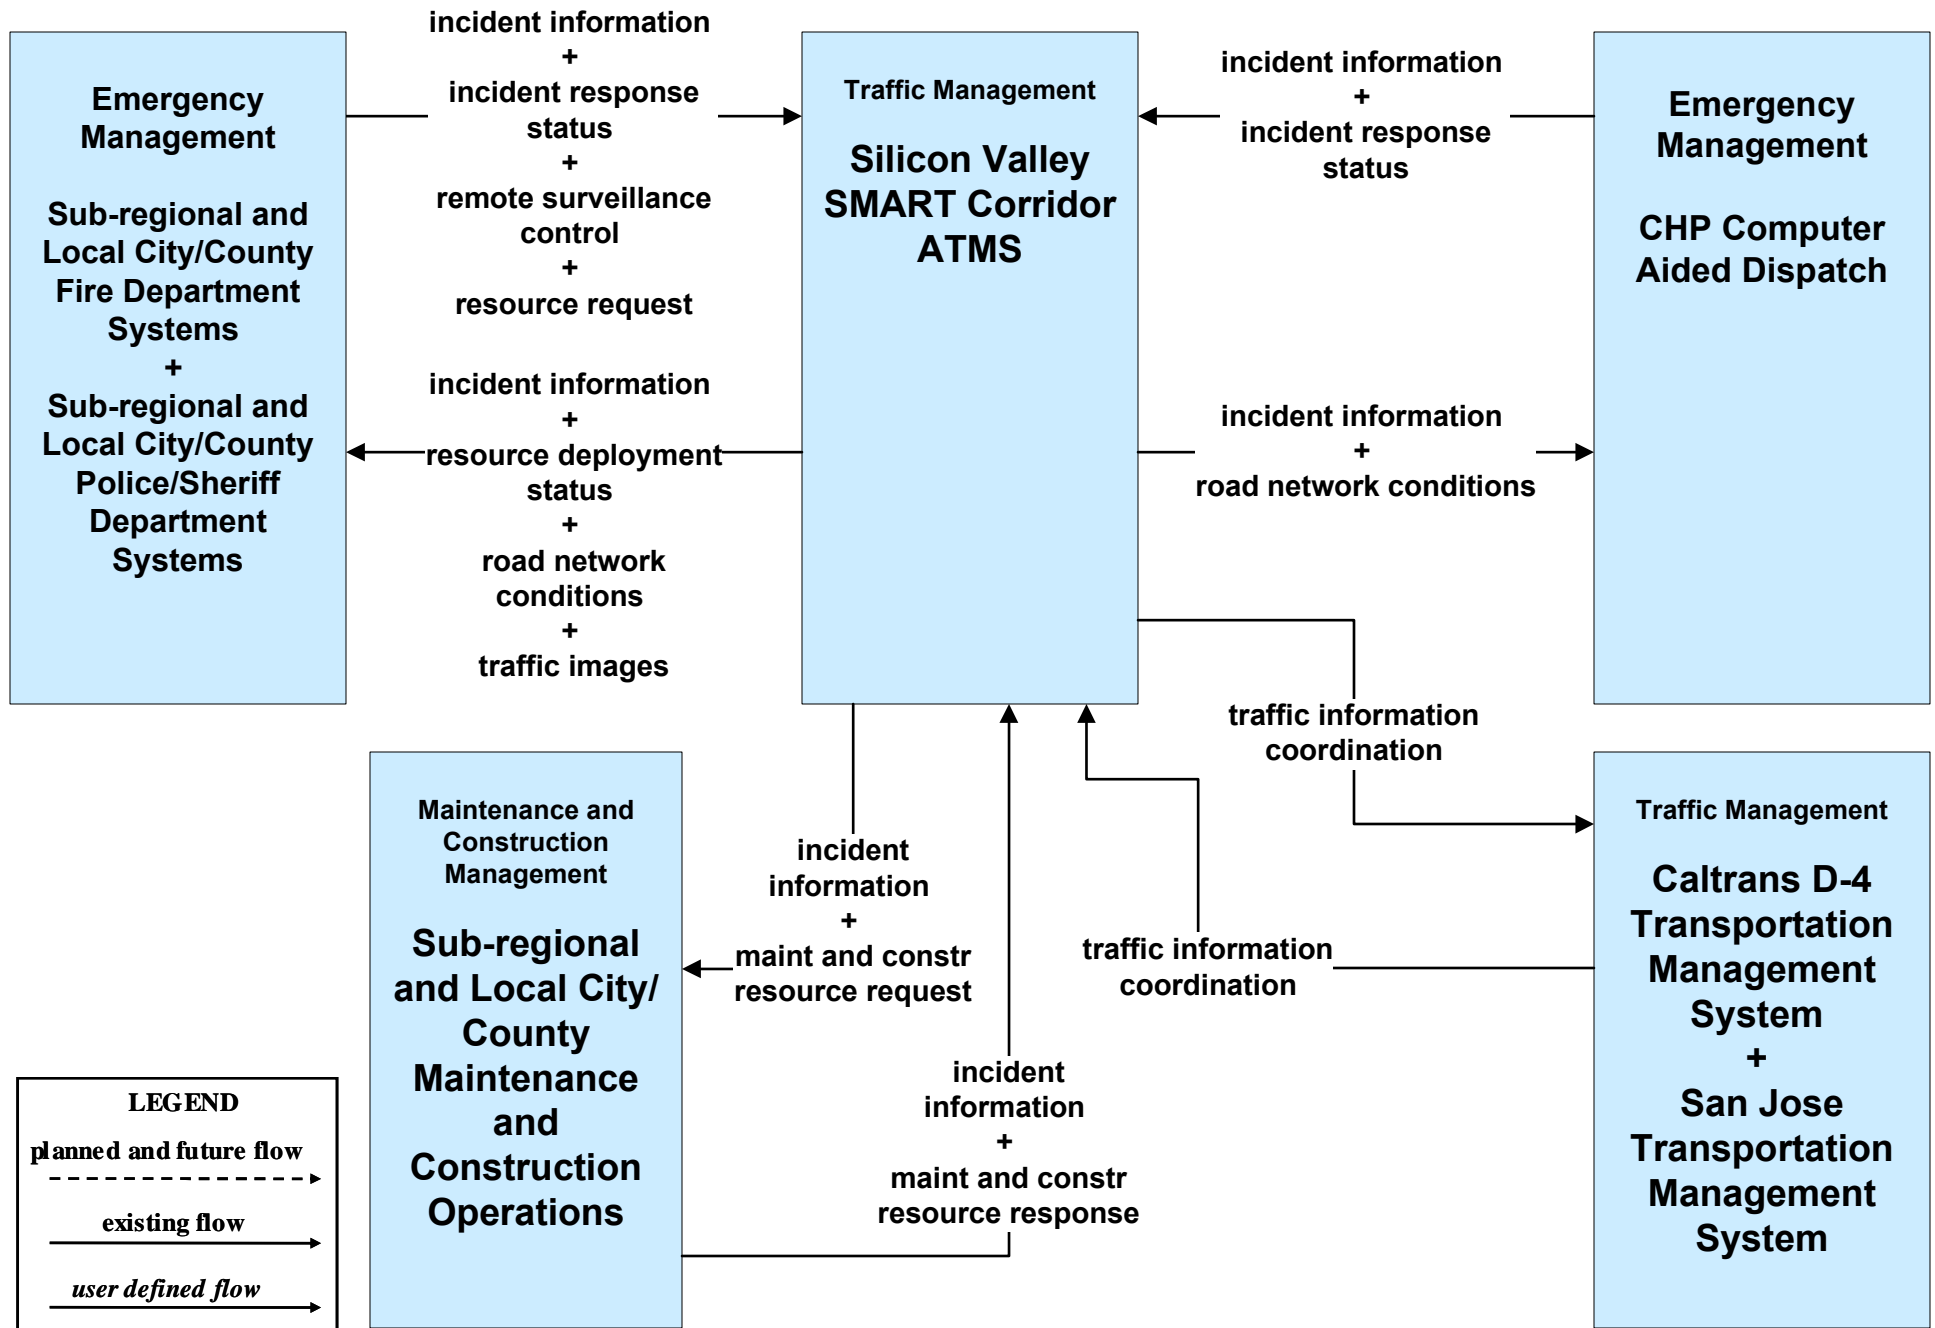 Emergency
Management
Sub-regional and
Local City/County
Fire Department
Systems
+
Sub-regional and
Local City/County
Police/Sheriff
Department
Systems
incident information
+
incident response
status
+
remote surveillance
control
+
resource request
incident information
+
resource deployment
status
+
road network
conditions
+
traffic images
Traffic Management
Silicon Valley
SMART Corridor
ATMS
incident information
+
incident response
status
incident information
+
road network conditions
Emergency
Management
CHP Computer
Aided Dispatch
traffic information
coordination
traffic information
coordination
Traffic Management
Caltrans D-4
Transportation
Management
System
+
San Jose
Transportation
Management
System
Maintenance and
Construction
Management
Sub-regional
and Local City/
County
Maintenance
and
Construction
Operations
incident
information
+
maint and constr
resource request
incident
information
+
maint and constr
resource response
LEGEND
planned and future flow
existing flow
user defined flow